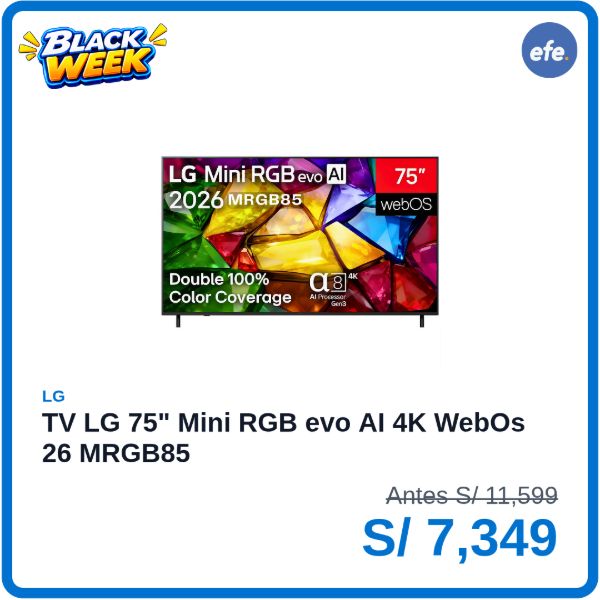 BLACK
WEEK
efe.
LG Mini RGB evo AI
75"
2026 MRGB85
webOS
Double 100%
Color Coverage
α8 4K
AI Processor
Gen3
LG
TV LG 75" Mini RGB evo AI 4K WebOs
26 MRGB85
Antes S/ 11,599
S/ 7,349